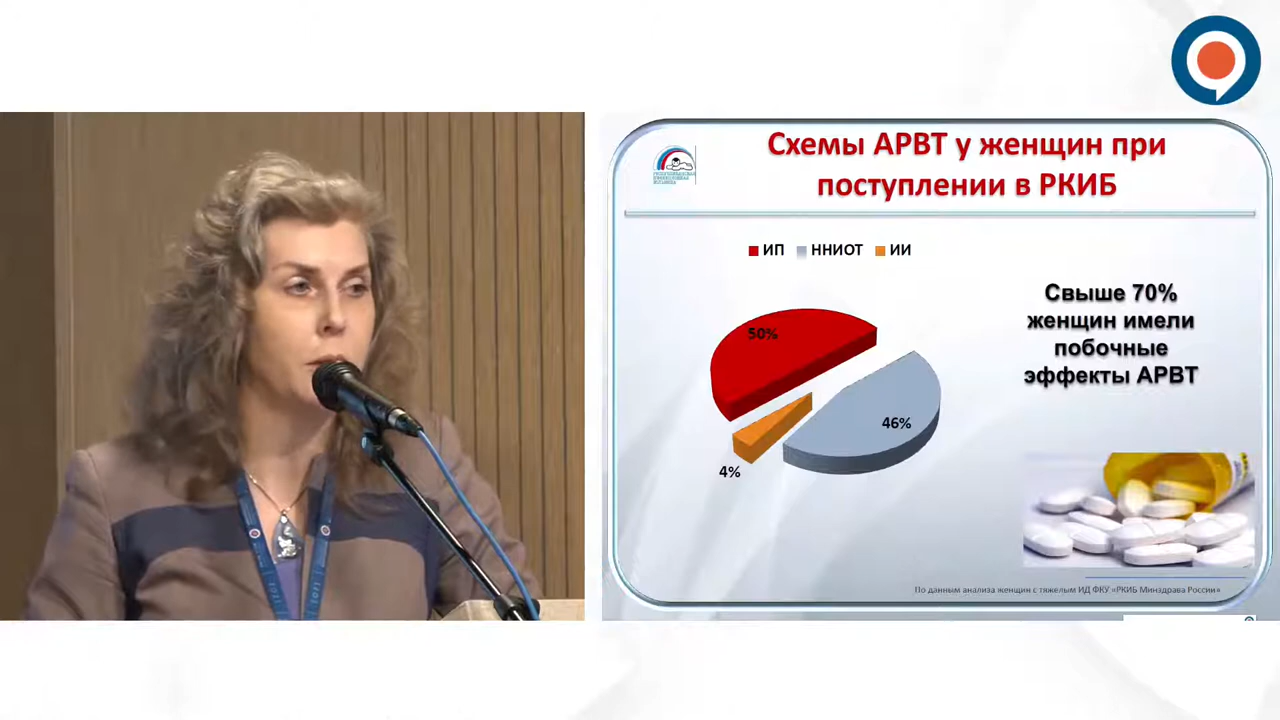 Схемы АРВТ у женщин при
поступлении в РКИБ
ИП ННИОТ ИИ
50%
46%
4%
Свыше 70%
женщин имели
побочные
эффекты АРВТ
По данным анализа женщин с тяжелым ИД ФКУ «РКИБ Минздрава России»